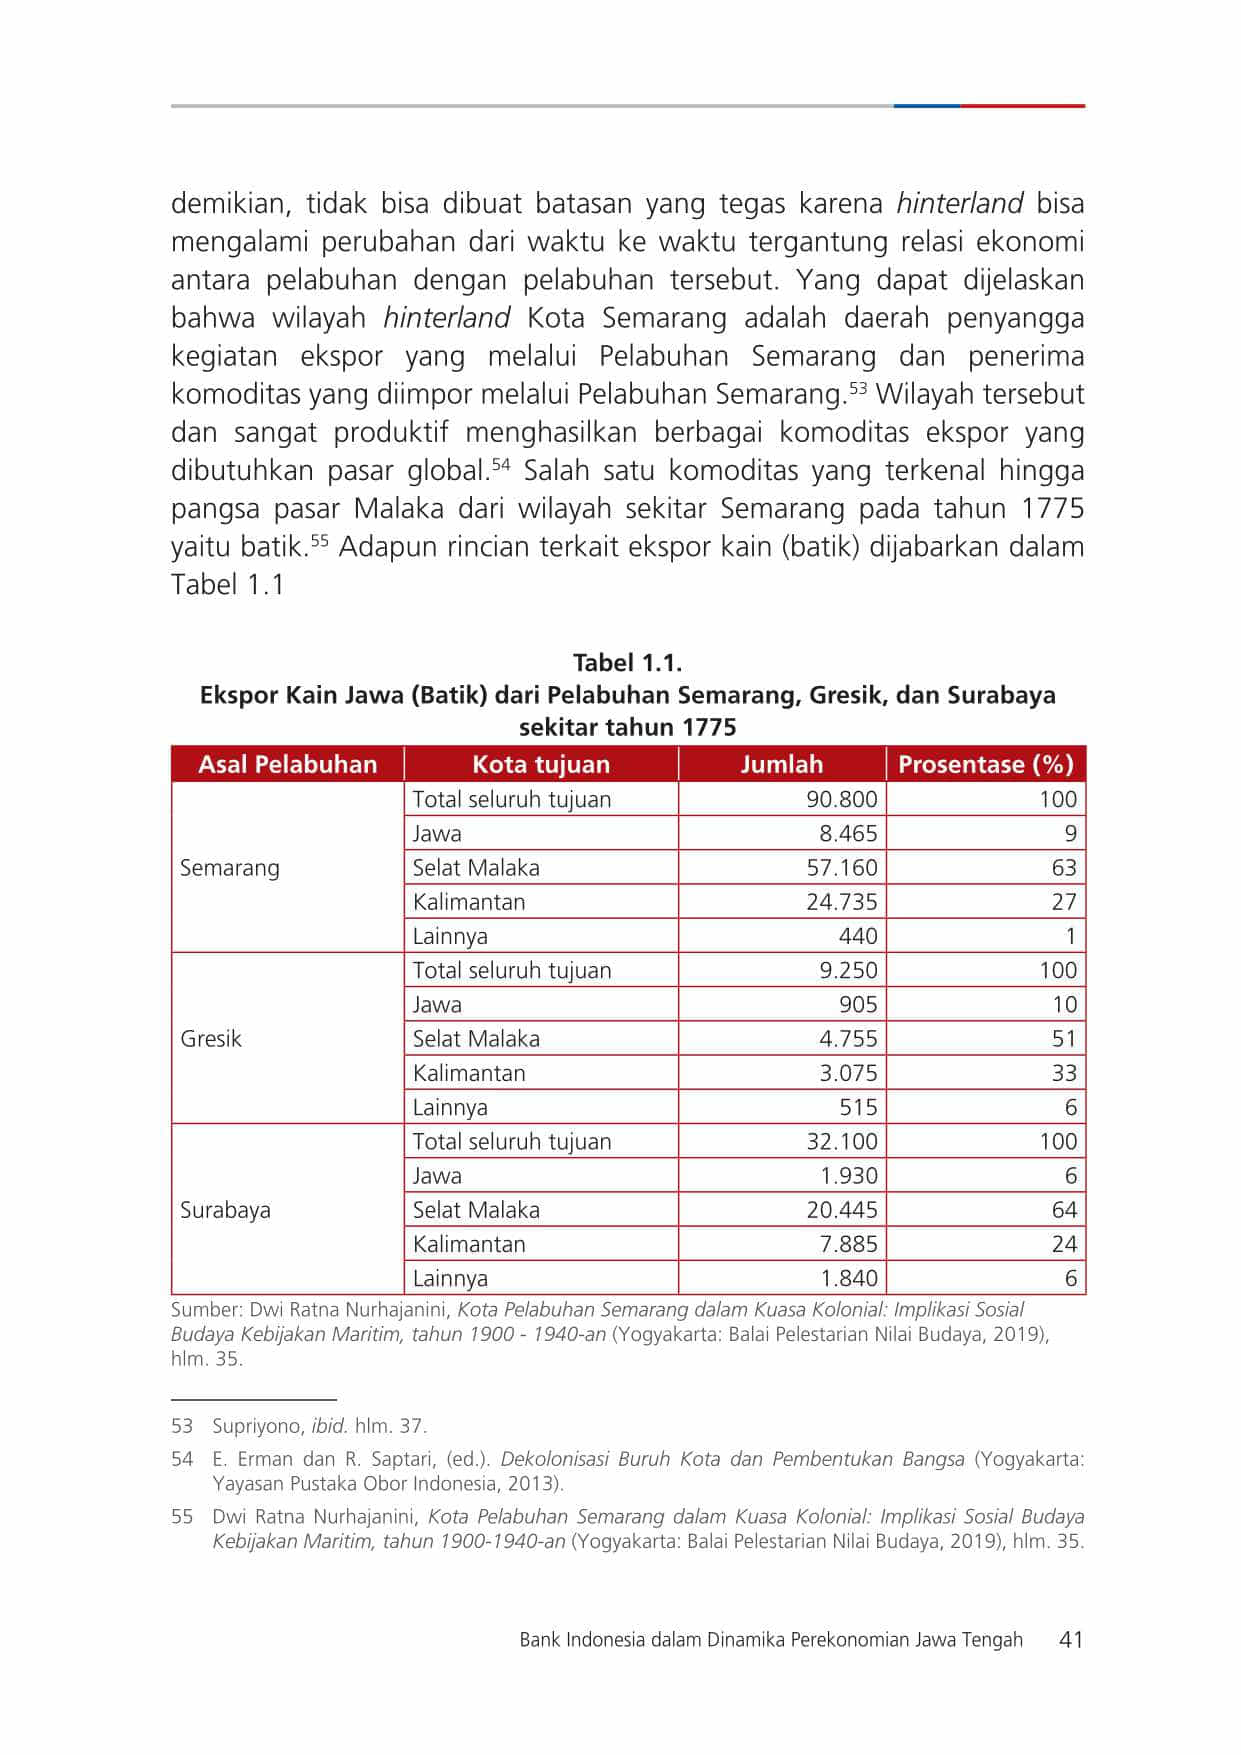 demikian, tidak bisa dibuat batasan yang tegas karena hinterland bisa
mengalami perubahan dari waktu ke waktu tergantung relasi ekonomi
antara pelabuhan dengan pelabuhan tersebut. Yang dapat dijelaskan
bahwa wilayah hinterland Kota Semarang adalah daerah penyangga
kegiatan ekspor yang melalui Pelabuhan Semarang dan penerima
komoditas yang diimpor melalui Pelabuhan Semarang.53 Wilayah tersebut
dan sangat produktif menghasilkan berbagai komoditas ekspor yang
dibutuhkan pasar global.54 Salah satu komoditas yang terkenal hingga
pangsa pasar Malaka dari wilayah sekitar Semarang pada tahun 1775
yaitu batik.55 Adapun rincian terkait ekspor kain (batik) dijabarkan dalam
Tabel 1.1
Tabel 1.1.
Ekspor Kain Jawa (Batik) dari Pelabuhan Semarang, Gresik, dan Surabaya
sekitar tahun 1775
Asal Pelabuhan Kota tujuan Jumlah Prosentase (%)
Total seluruh tujuan 90.800 100
Jawa 8.465 9
Semarang Selat Malaka 57.160 63
Kalimantan 24.735 27
Lainnya 440 1
Total seluruh tujuan 9.250 100
Jawa 905 10
Gresik Selat Malaka 4.755 51
Kalimantan 3.075 33
Lainnya 515 6
Total seluruh tujuan 32.100 100
Jawa 1.930 6
Surabaya Selat Malaka 20.445 64
Kalimantan 7.885 24
Lainnya 1.840 6
Sumber: Dwi Ratna Nurhajanini, Kota Pelabuhan Semarang dalam Kuasa Kolonial: Implikasi Sosial
Budaya Kebijakan Maritim, tahun 1900 - 1940-an (Yogyakarta: Balai Pelestarian Nilai Budaya, 2019),
hlm. 35.
53 Supriyono, ibid. hlm. 37.
54 E. Erman dan R. Saptari, (ed.). Dekolonisasi Buruh Kota dan Pembentukan Bangsa (Yogyakarta:
Yayasan Pustaka Obor Indonesia, 2013).
55 Dwi Ratna Nurhajanini, Kota Pelabuhan Semarang dalam Kuasa Kolonial: Implikasi Sosial Budaya
Kebijakan Maritim, tahun 1900-1940-an (Yogyakarta: Balai Pelestarian Nilai Budaya, 2019), hlm. 35.
Bank Indonesia dalam Dinamika Perekonomian Jawa Tengah 41